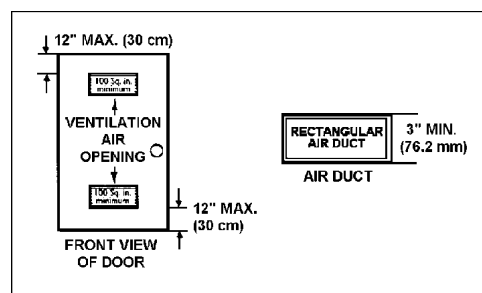 12" MAX. (30 cm)
100 Sq. in.
minimum
VENTILATION
AIR
OPENING
100 Sq. in.
minimum
12" MAX.
(30 cm)
FRONT VIEW
OF DOOR
RECTANGULAR
AIR DUCT
3" MIN.
(76.2 mm)
AIR DUCT